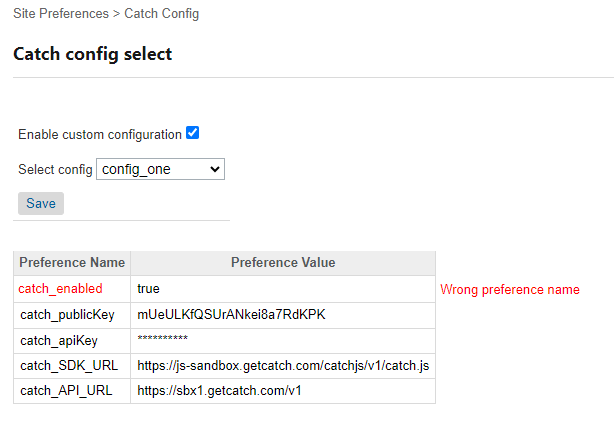 Site Preferences > Catch Config
Catch config select
Enable custom configuration
Select config config_one
Save
Preference Name Preference Value
catch_enabled true Wrong preference name
catch_publicKey mUeULKfQSUrANkei8a7RdKPK
catch_apiKey **********
catch_SDK_URL https://js-sandbox.getcatch.com/catchjs/v1/catch.js
catch_API_URL https://sbx1.getcatch.com/v1